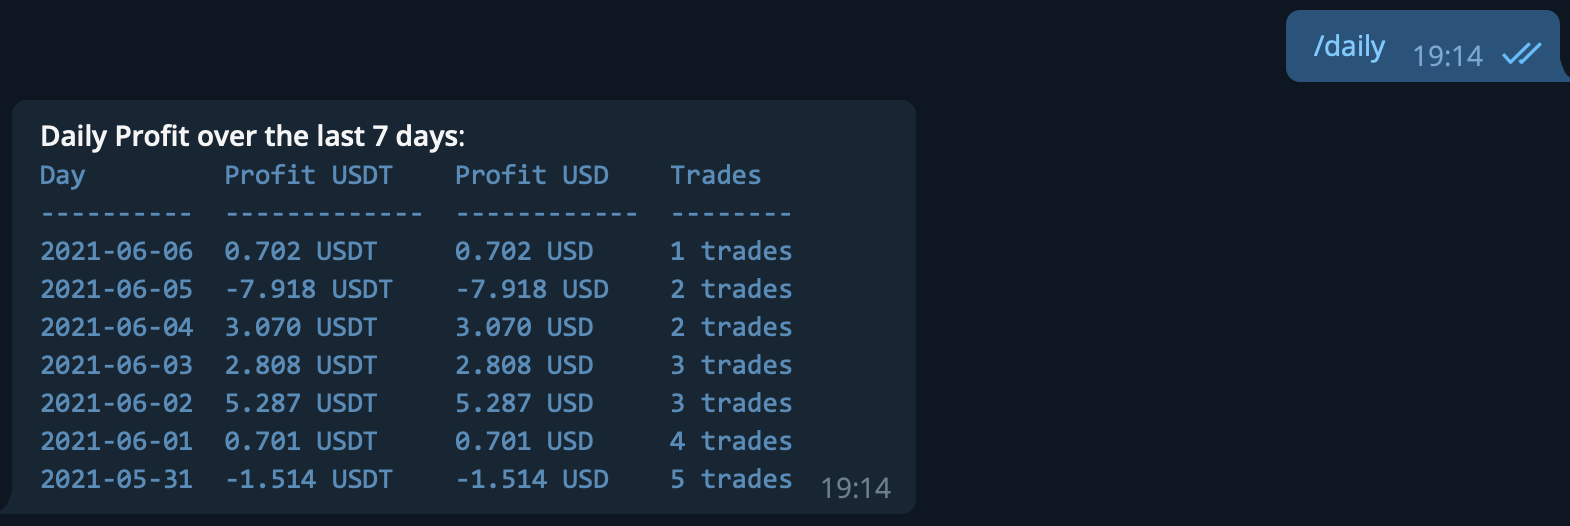 /daily 19:14
Daily Profit over the last 7 days:
Day Profit USDT Profit USD Trades
---------- ------------- ------------ --------
2021-06-06 0.702 USDT 0.702 USD 1 trades
2021-06-05 -7.918 USDT -7.918 USD 2 trades
2021-06-04 3.070 USDT 3.070 USD 2 trades
2021-06-03 2.808 USDT 2.808 USD 3 trades
2021-06-02 5.287 USDT 5.287 USD 3 trades
2021-06-01 0.701 USDT 0.701 USD 4 trades
2021-05-31 -1.514 USDT -1.514 USD 5 trades
19:14